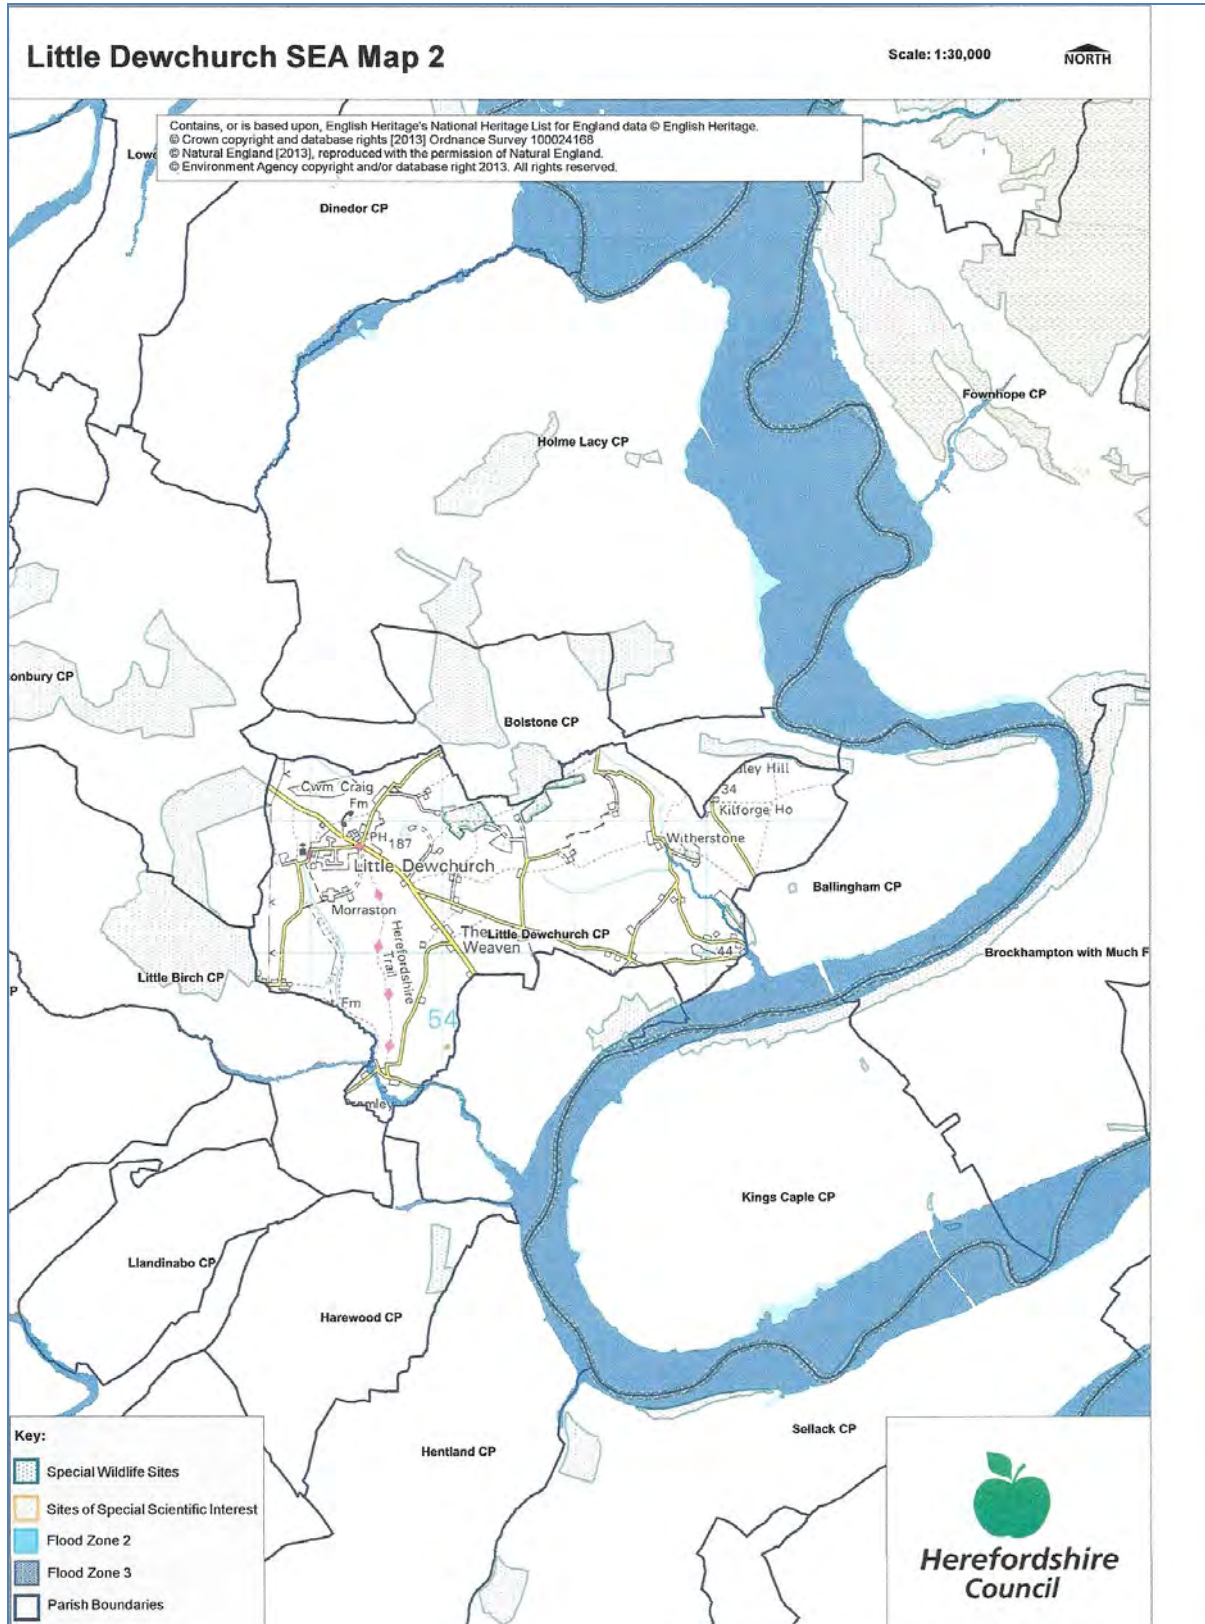 Little Dewchurch SEA Map 2
Scale: 1:30,000
NORTH
Contains, or is based upon, English Heritage's National Heritage List for England data © English Heritage.
© Crown copyright and database rights [2013] Ordnance Survey 100024168
© Natural England [2013], reproduced with the permission of Natural England.
© Environment Agency copyright and/or database right 2013. All rights reserved.
Lowe
Dinedor CP
Fownhope CP
Holme Lacy CP
onbury CP
Bolstone CP
Cwm Craig
Fm
ley Hill
34
Kilforge Ho
PH
187
Witherstone
Little Dewchurch
Ballingham CP
Morraston
Herefordshire
Trail
The
Weaven
Little Dewchurch CP
44
Brockhampton with Much F
Little Birch CP
P
Fm
54
Kings Caple CP
Llandinabo CP
Harewood CP
Sellack CP
Hentland CP
Key:
Special Wildlife Sites
Sites of Special Scientific Interest
Flood Zone 2
Flood Zone 3
Parish Boundaries
Herefordshire
Council